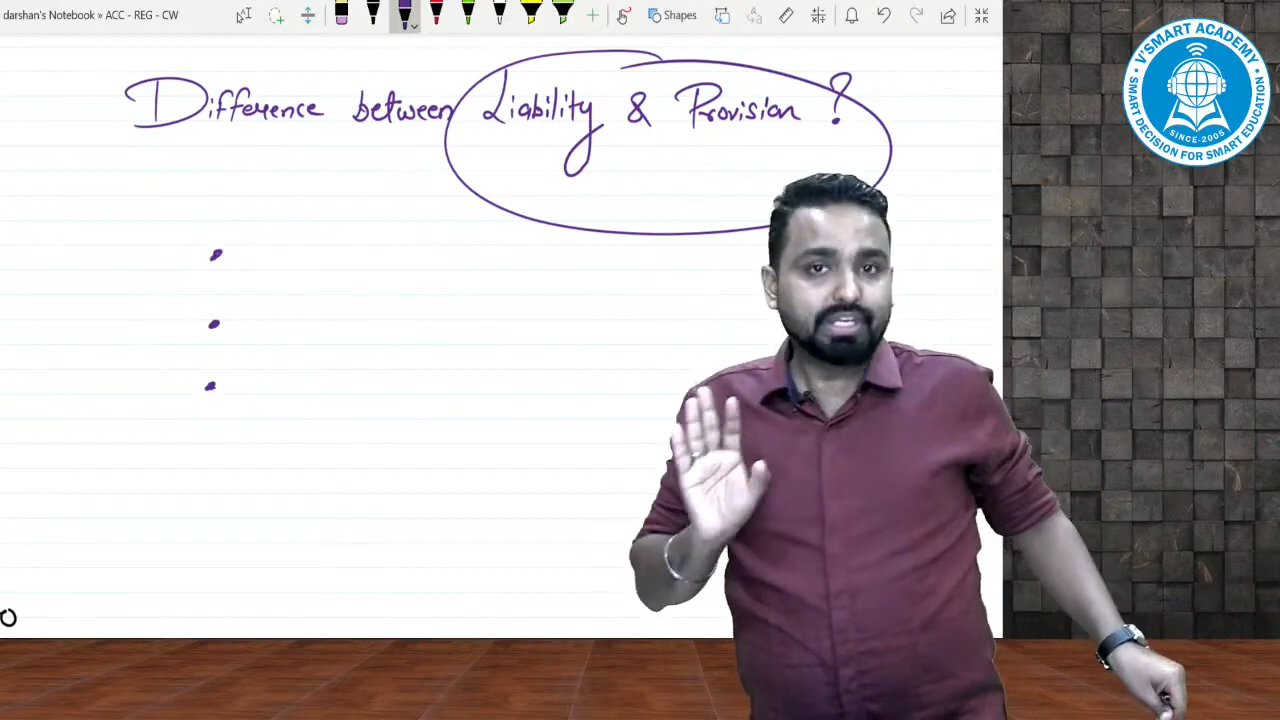 darshan's Notebook » ACC - REG - CW
Shapes
Difference between Liability & Provision ?
V'SMART ACADEMY
SINCE-2005
SMART DECISION FOR SMART EDUCATION